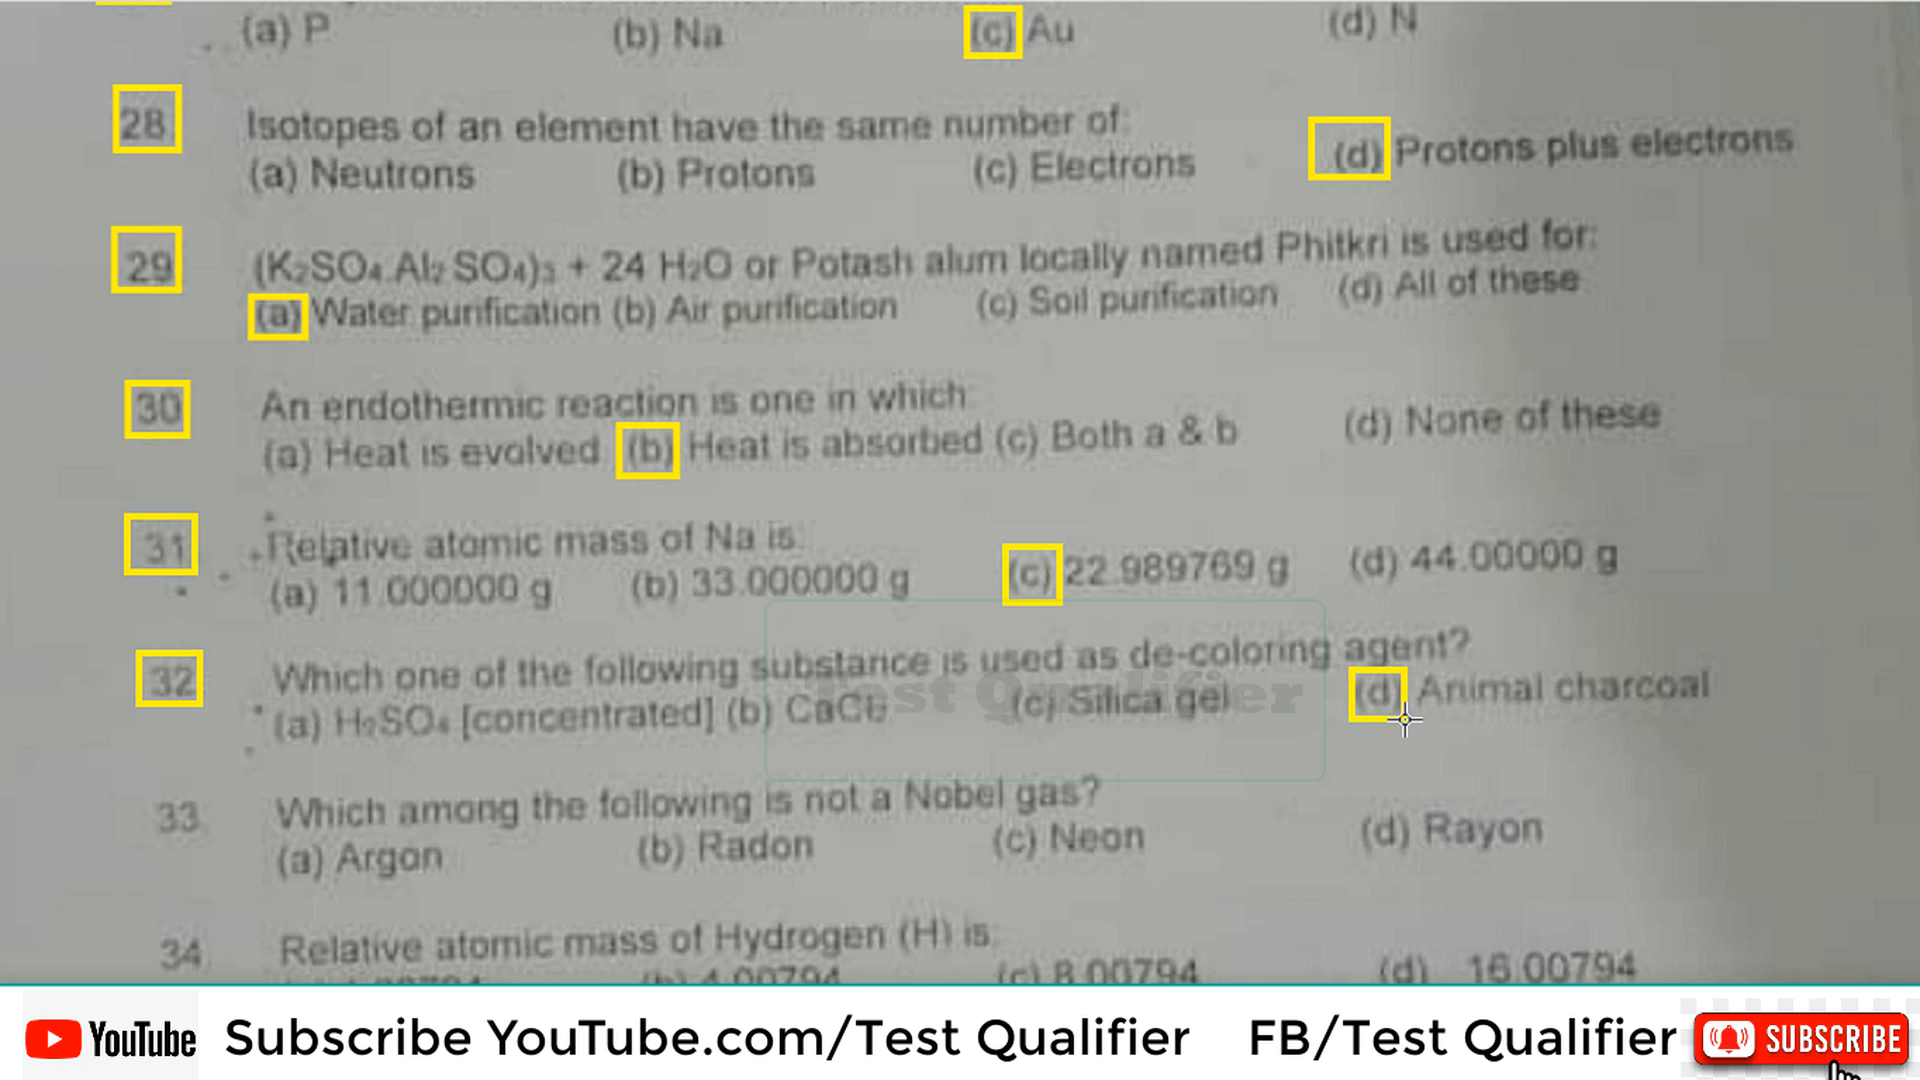 (a) P (b) Na (c) Au (d) N
28. Isotopes of an element have the same number of:
(a) Neutrons (b) Protons (c) Electrons (d) Protons plus electrons
29 (K₂SO₄.Al₂ SO₄)₃ + 24 H₂O or Potash alum locally named Phitkri is used for:
(a) Water purification (b) Air purification (c) Soil purification (d) All of these
30 An endothermic reaction is one in which:
(a) Heat is evolved (b) Heat is absorbed (c) Both a & b (d) None of these
31 Relative atomic mass of Na is:
(a) 11.000000 g (b) 33.000000 g (c) 22.989769 g (d) 44.00000 g
32 Which one of the following substance is used as de-coloring agent?
(a) H₂SO₄ [concentrated] (b) CaCl₂ (c) Silica gel (d) Animal charcoal
Test Qualifier
33. Which among the following is not a Nobel gas?
(a) Argon (b) Radon (c) Neon (d) Rayon
34 Relative atomic mass of Hydrogen (H) is:
(b) 4.00794 (c) 8.00794 (d) 16.00794
YouTube Subscribe YouTube.com/Test Qualifier FB/Test Qualifier SUBSCRIBE